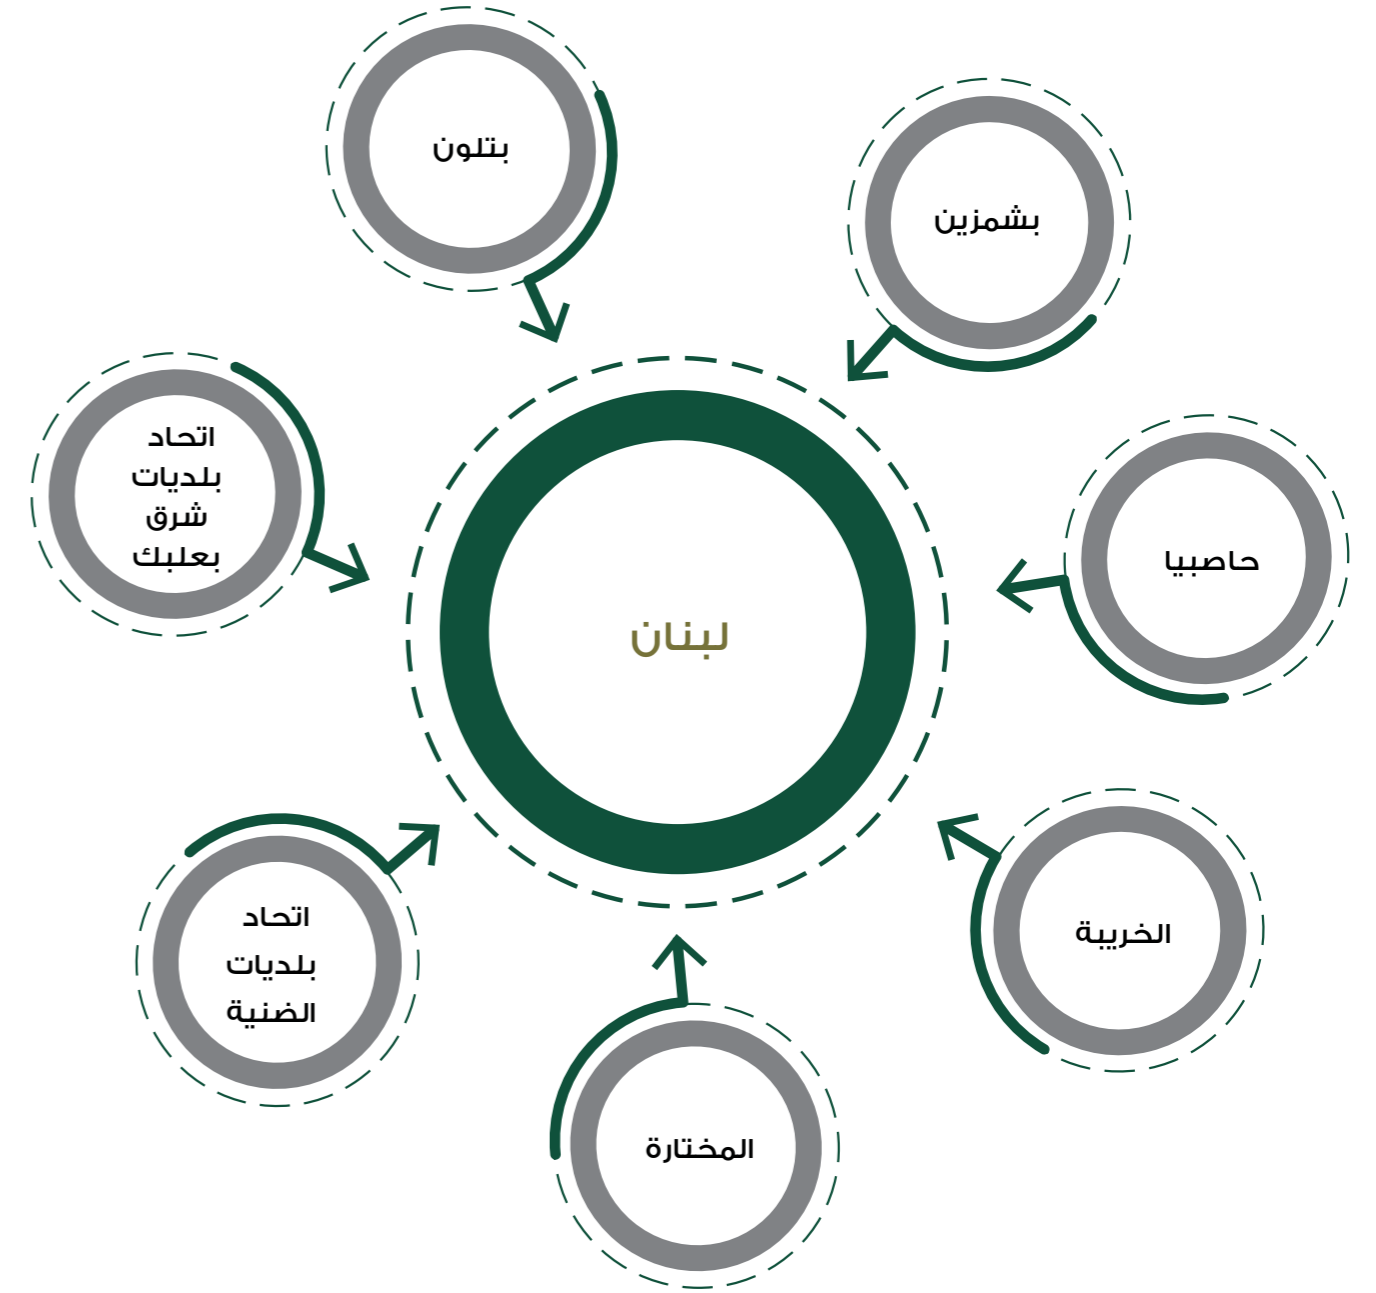 بتلون
بشمزين
اتحاد
بلديات
شرق
بعلبك
حاصبيا
لبنان
اتحاد
بلديات
الضنية
الخريبة
المختارة